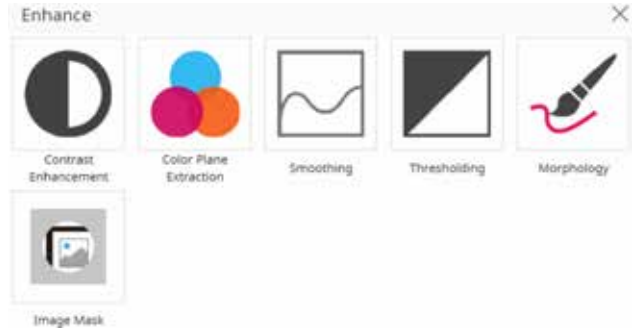 Enhance
Contrast
Enhancement
Color Plane
Extraction
Smoothing
Thresholding
Morphology
Image Mask